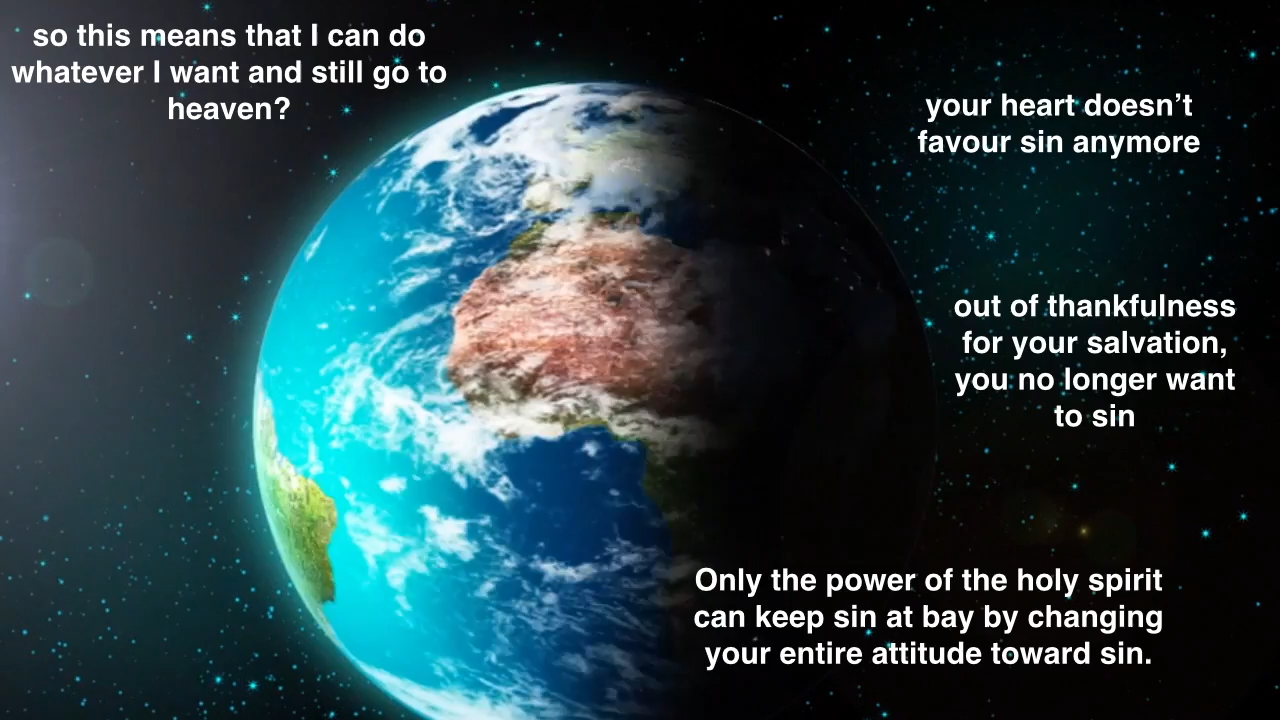 so this means that I can do
whatever I want and still go to
heaven?
your heart doesn’t
favour sin anymore
out of thankfulness
for your salvation,
you no longer want
to sin
Only the power of the holy spirit
can keep sin at bay by changing
your entire attitude toward sin.